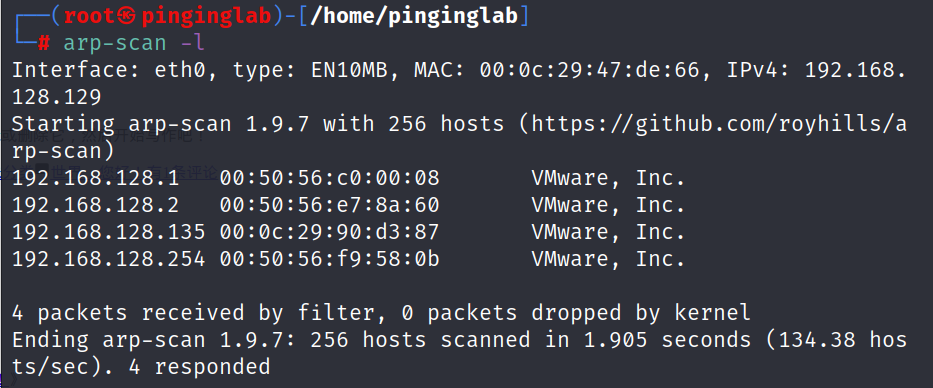 ┌──(root㉿pinginglab)-[/home/pinginglab]
└─# arp-scan -l
Interface: eth0, type: EN10MB, MAC: 00:0c:29:47:de:66, IPv4: 192.168.
128.129
Starting arp-scan 1.9.7 with 256 hosts (https://github.com/royhills/a
rp-scan)
192.168.128.1 00:50:56:c0:00:08 VMware, Inc.
192.168.128.2 00:50:56:e7:8a:60 VMware, Inc.
192.168.128.135 00:0c:29:90:d3:87 VMware, Inc.
192.168.128.254 00:50:56:f9:58:0b VMware, Inc.
4 packets received by filter, 0 packets dropped by kernel
Ending arp-scan 1.9.7: 256 hosts scanned in 1.905 seconds (134.38 hos
ts/sec). 4 responded